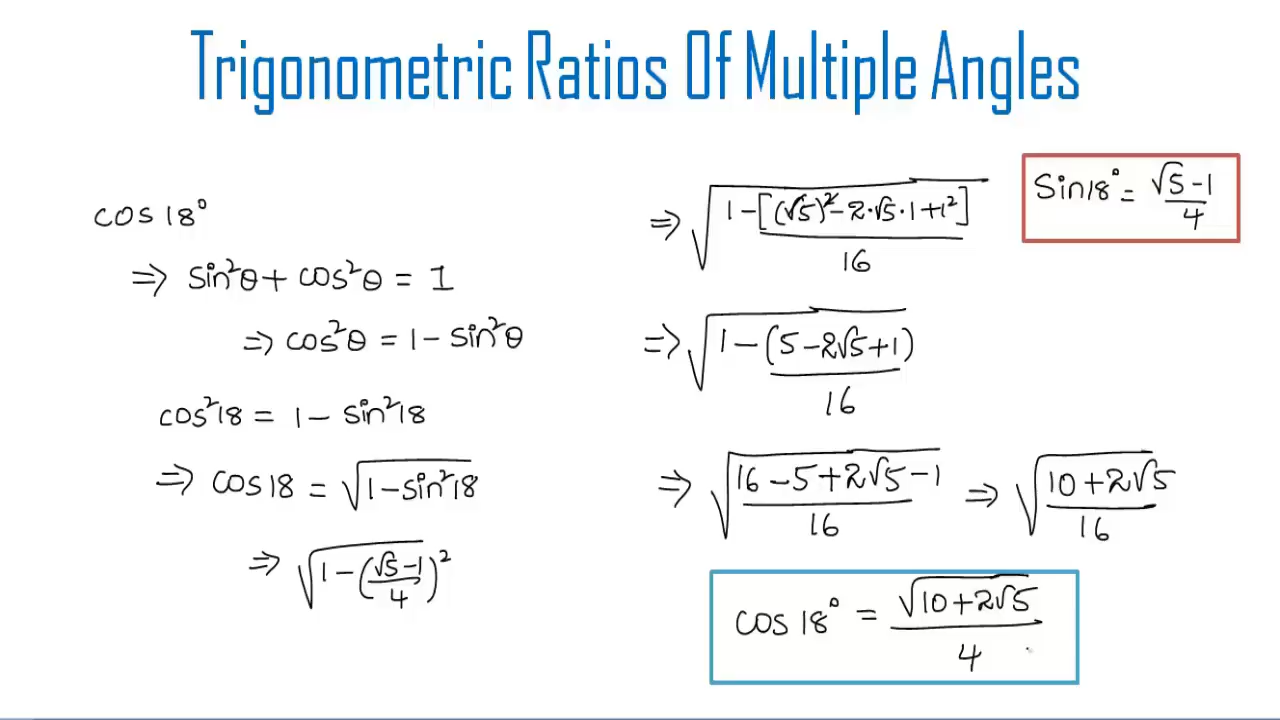 Trigonometric Ratios Of Multiple Angles
cos 18°
⇒ sin²θ + cos²θ = 1
⇒ cos²θ = 1 − sin²θ
cos²18 = 1 − sin²18
⇒ cos 18 = √(1 − sin²18)
⇒ √(1 − ((√5 − 1)/4)²)
⇒ √(1 − [(√5)² − 2·√5·1 + 1²]/16)
⇒ √(1 − (5 − 2√5 + 1)/16)
⇒ √((16 − 5 + 2√5 − 1)/16) ⇒ √((10 + 2√5)/16)
cos 18° = √(10 + 2√5)/4
Sin 18° = (√5 − 1)/4